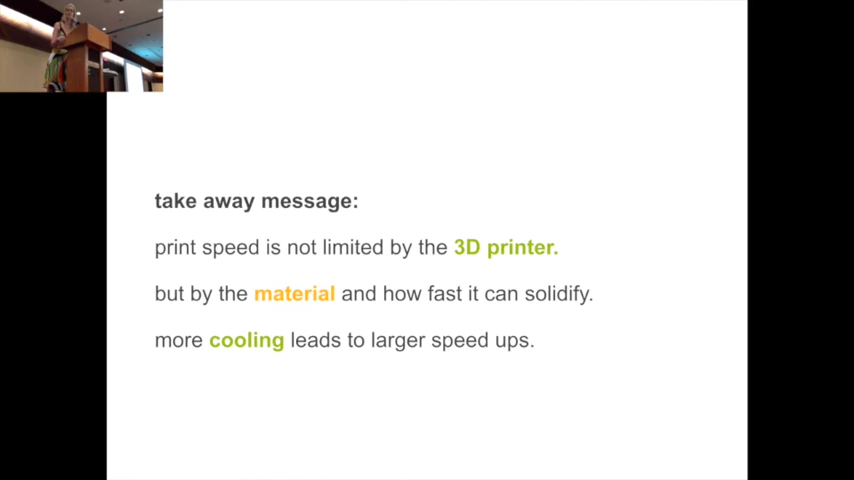 take away message:
print speed is not limited by the 3D printer.
but by the material and how fast it can solidify.
more cooling leads to larger speed ups.